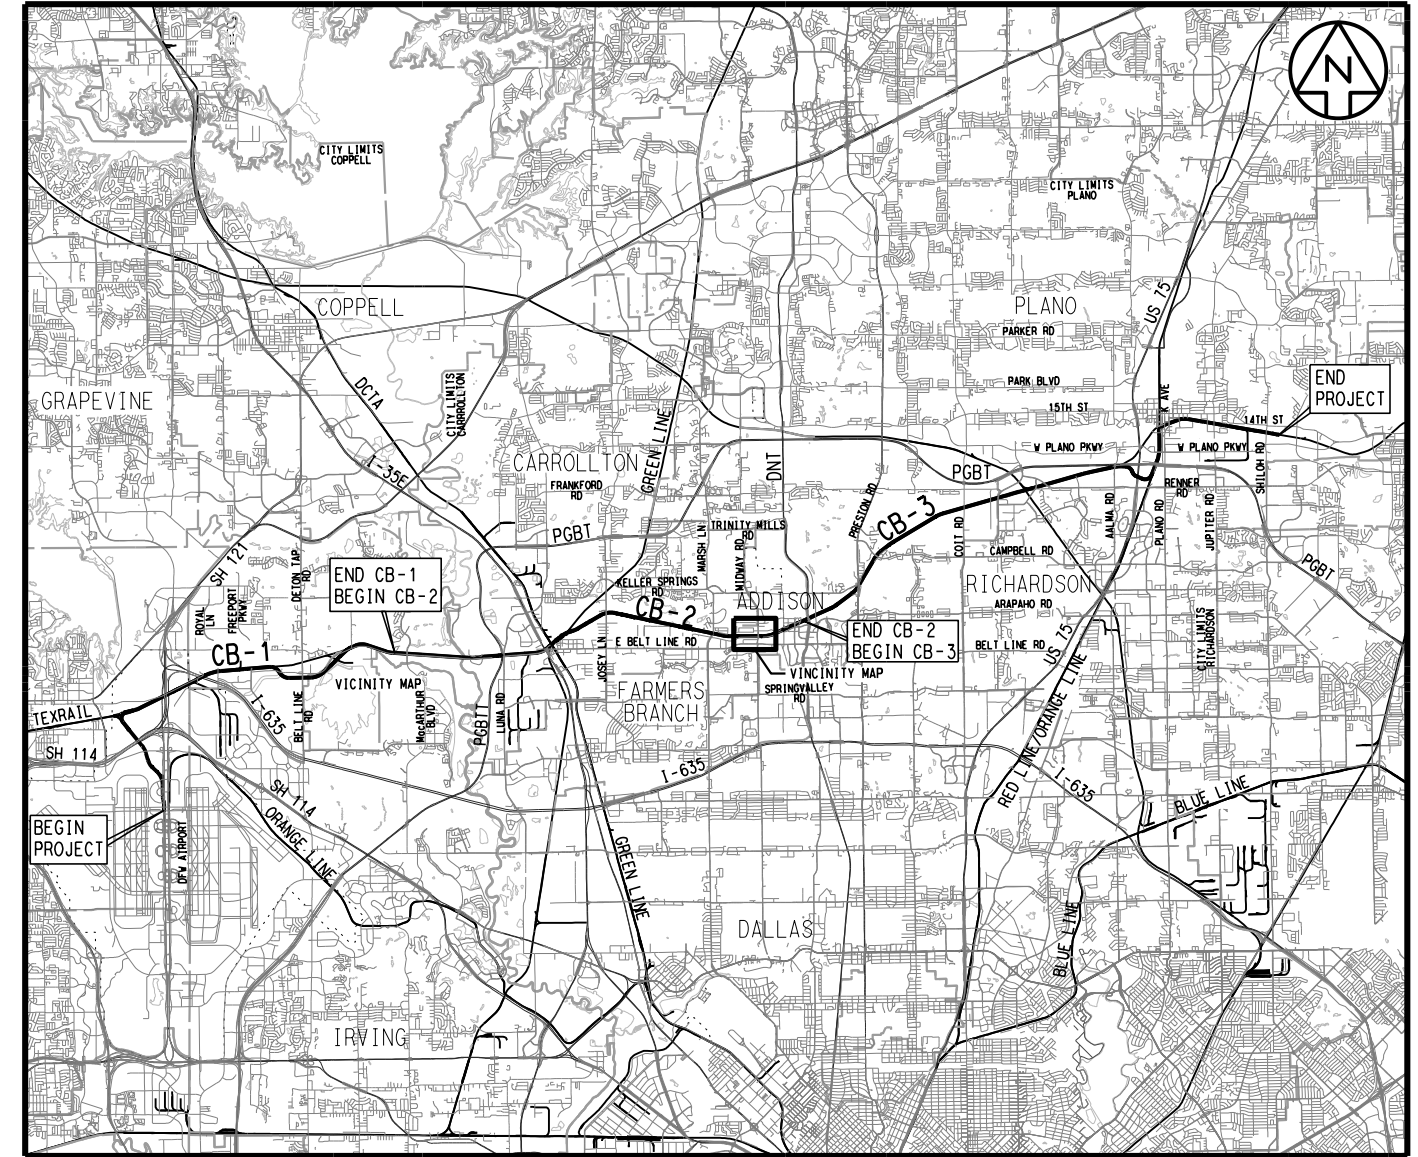 N
CITY LIMITS
COPPELL
CITY LIMITS
PLANO
COPPELL
PLANO
US 75
PARKER RD
DCTA
CITY LIMITS
CARROLLTON
PARK BLVD
END
PROJECT
GRAPEVINE
K AVE
15TH ST
14TH ST
GREEN LINE
W PLANO PKWY
W PLANO PKWY
SHILOH RD
I-35E
CARROLLTON
DNT
PGBT
FRANKFORD
RD
RENNER
RD
PRESTON RD
CB-3
AALMA RD
PLANO RD
JUPITER RD
PGBT
MARSH LN
TRINITY MILLS
RD
COIT RD
CAMPBELL RD
SH 121
DETON TAP
RD
MIDWAY RD
PGBT
END CB-1
BEGIN CB-2
KELLER SPRINGS
RD
RICHARDSON
ROYAL
LN
FREEPORT
PKWY
CB-2
ADDISON
ARAPAHO RD
CB-1
JOSEY LN
E BELT LINE RD
END CB-2
BEGIN CB-3
BELT LINE RD
US 75
CITY LIMITS
RICHARDSON
VICINITY MAP
VINCINITY MAP
SPRINGVALLEY
RD
FARMERS
BRANCH
I-635
BELT LINE
RD
McCARTHUR
BLVD
PGBTT
LUNA RD
TEXRAIL
SH 114
RED LINE/ORANGE LINE
I-635
I-635
SH 114
BLUE LINE
BEGIN
PROJECT
DFW AIRPORT
ORANGE LINE
GREEN LINE
DALLAS
BLUE LINE
IRVING